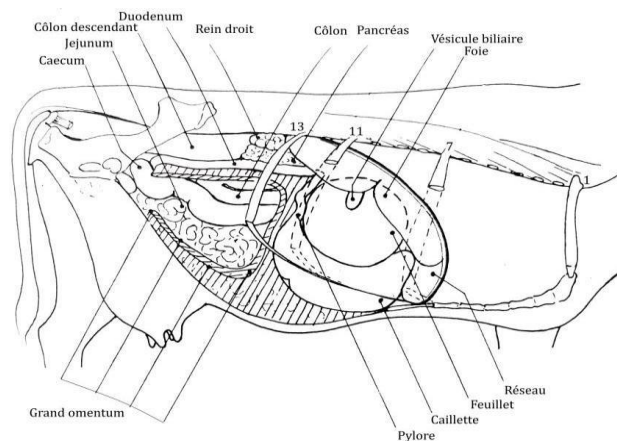 Duodenum
Côlon descendant
Rein droit
Côlon
Pancréas
Jejunum
Vésicule biliaire
Caecum
Foie
13
11
7
1
Réseau
Grand omentum
Feuillet
Caillette
Pylore